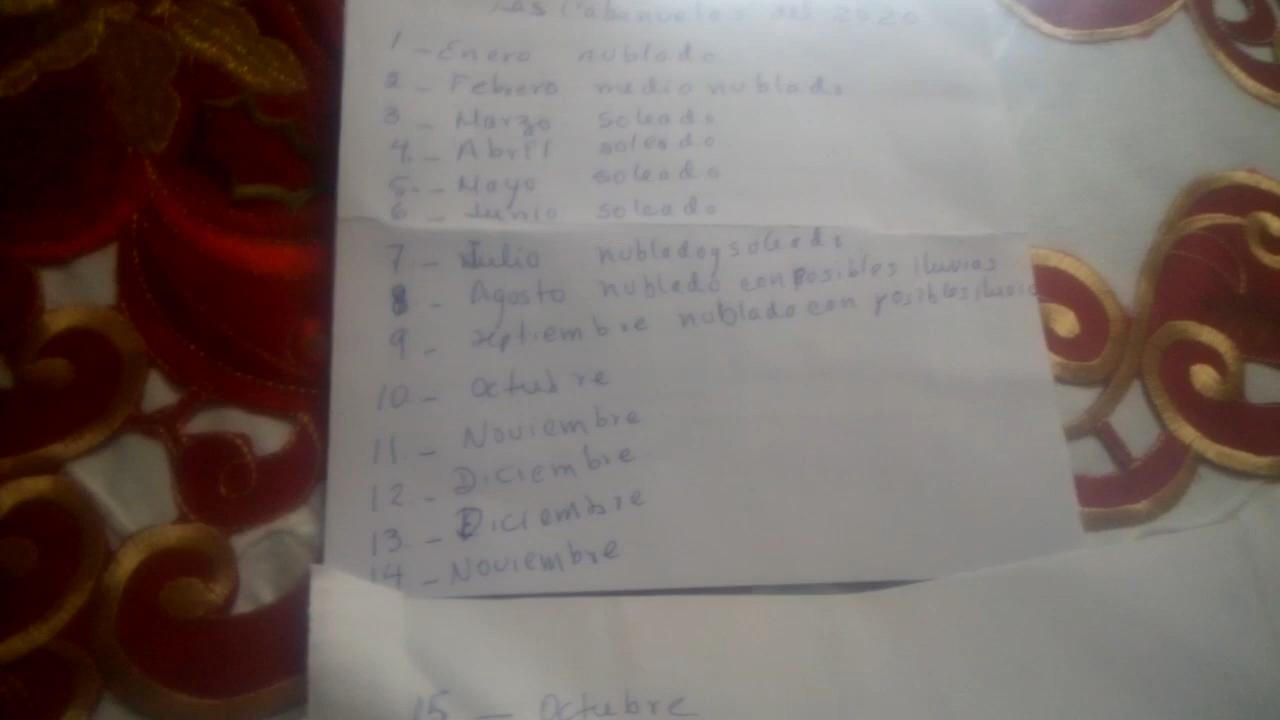 Las Cabañuelas del 2020
1 - Enero nublado
2 - Febrero medio nublado
3 - Marzo soleado
4. - Abril soleado
5. - Mayo soleado
6 - Junio soleado
7 - Julio nublado y soleado
8 - Agosto nublado con posibles lluvias
9 - septiembre nublado con posibles lluvia
10 - octubre
11 - Noviembre
12 - Diciembre
13 - Diciembre
14 - Noviembre
15 - Octubre